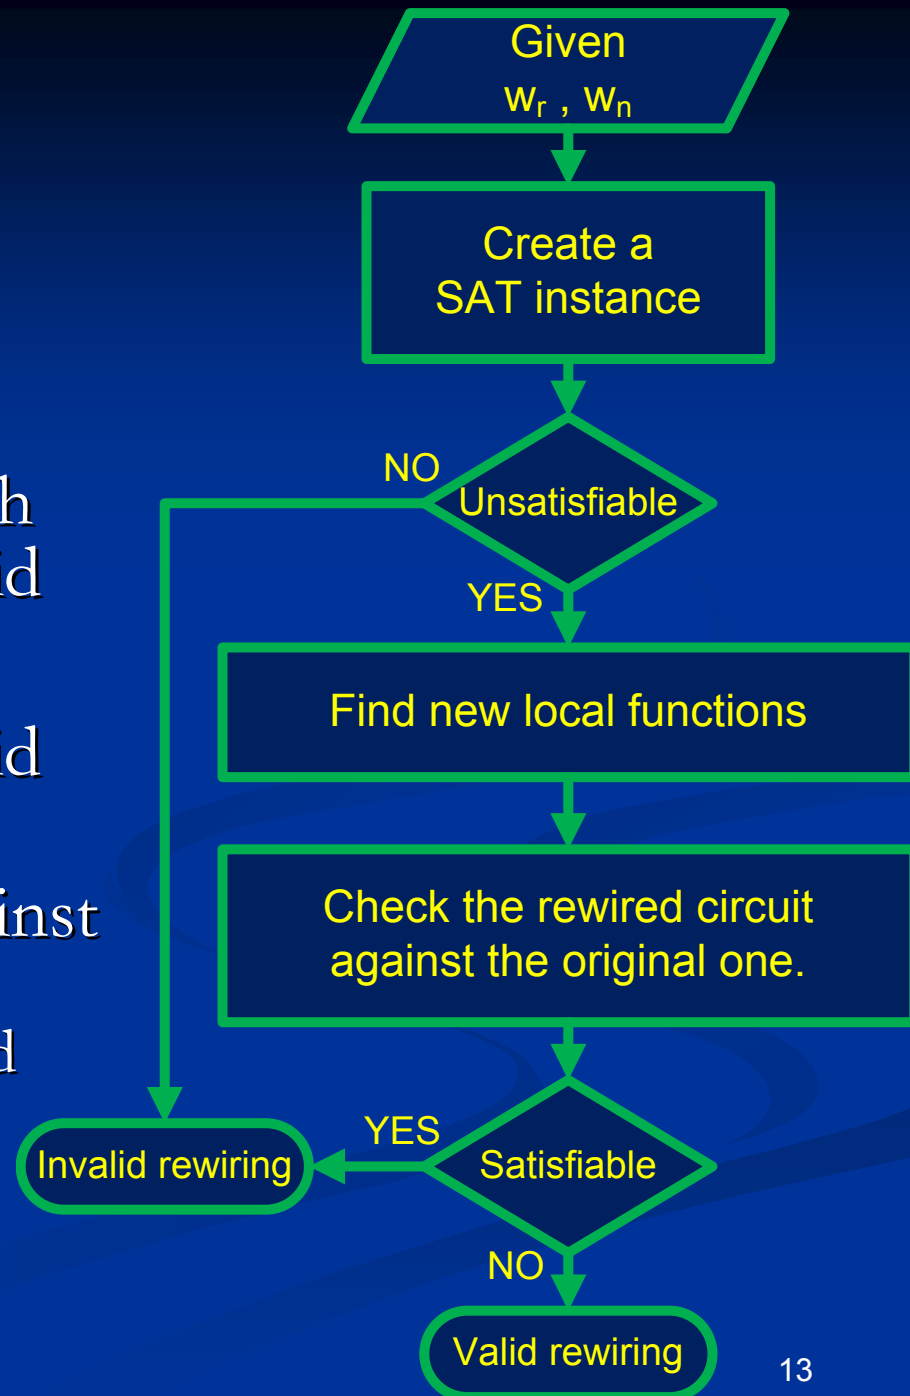 Given
wr , wn
Create a
SAT instance
NO
Unsatisfiable
YES
Find new local functions
Check the rewired circuit
against the original one.
YES
Satisfiable
Invalid rewiring
NO
Valid rewiring
13